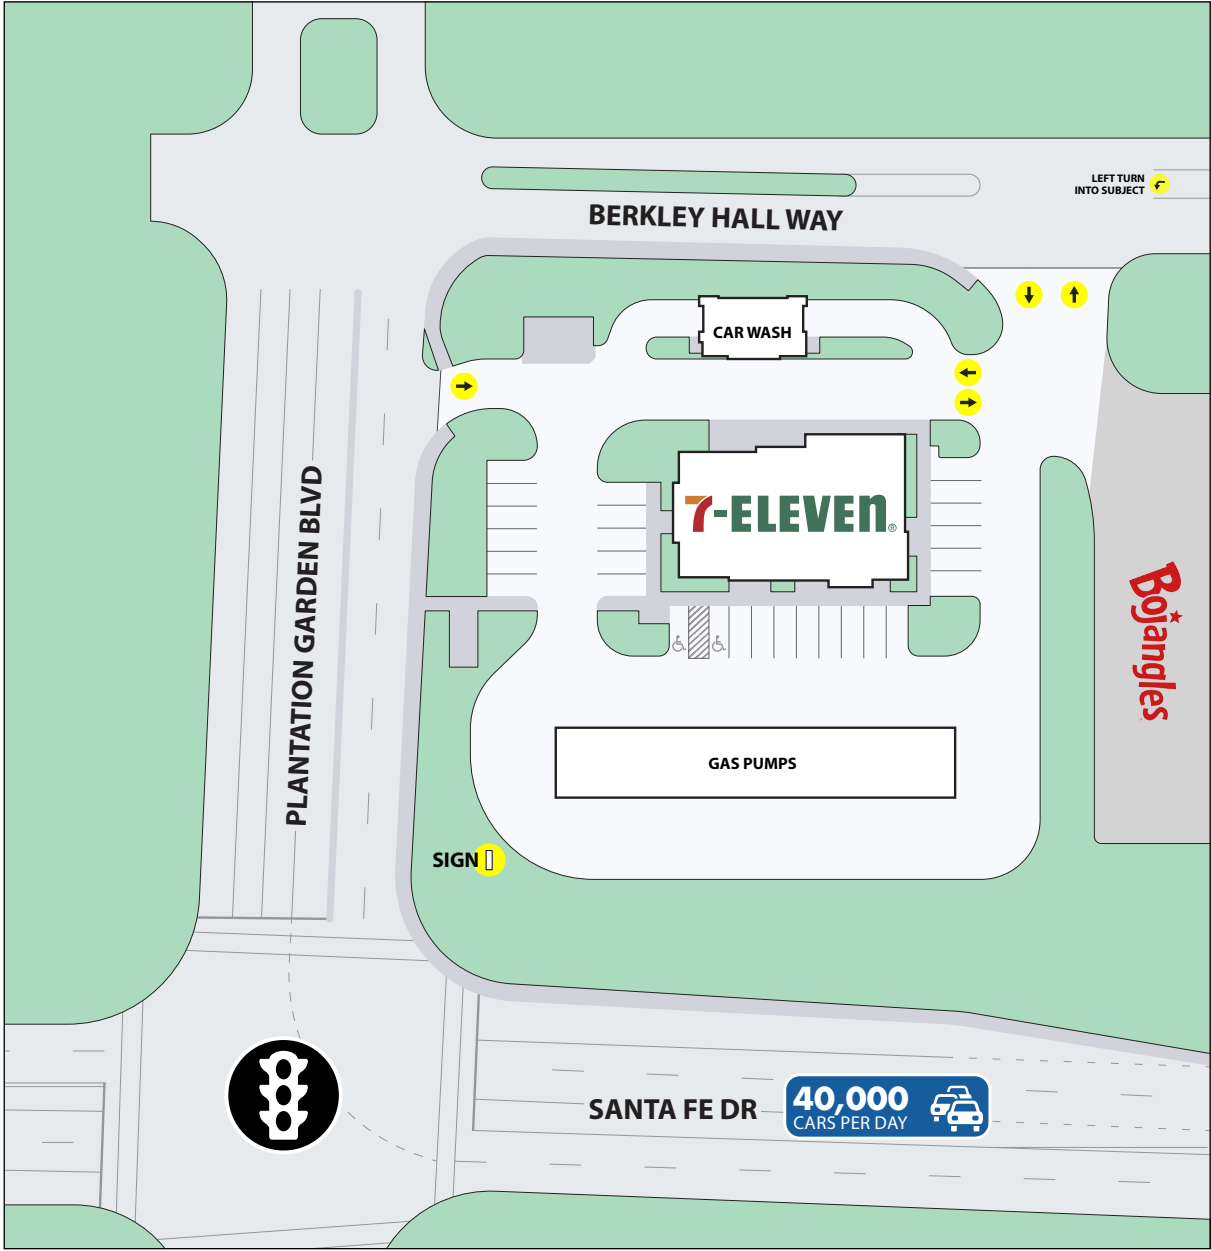 LEFT TURN
INTO SUBJECT
BERKLEY HALL WAY
CAR WASH
7-ELEVEN®
PLANTATION GARDEN BLVD
Bojangles
GAS PUMPS
SIGN
SANTA FE DR
40,000
CARS PER DAY